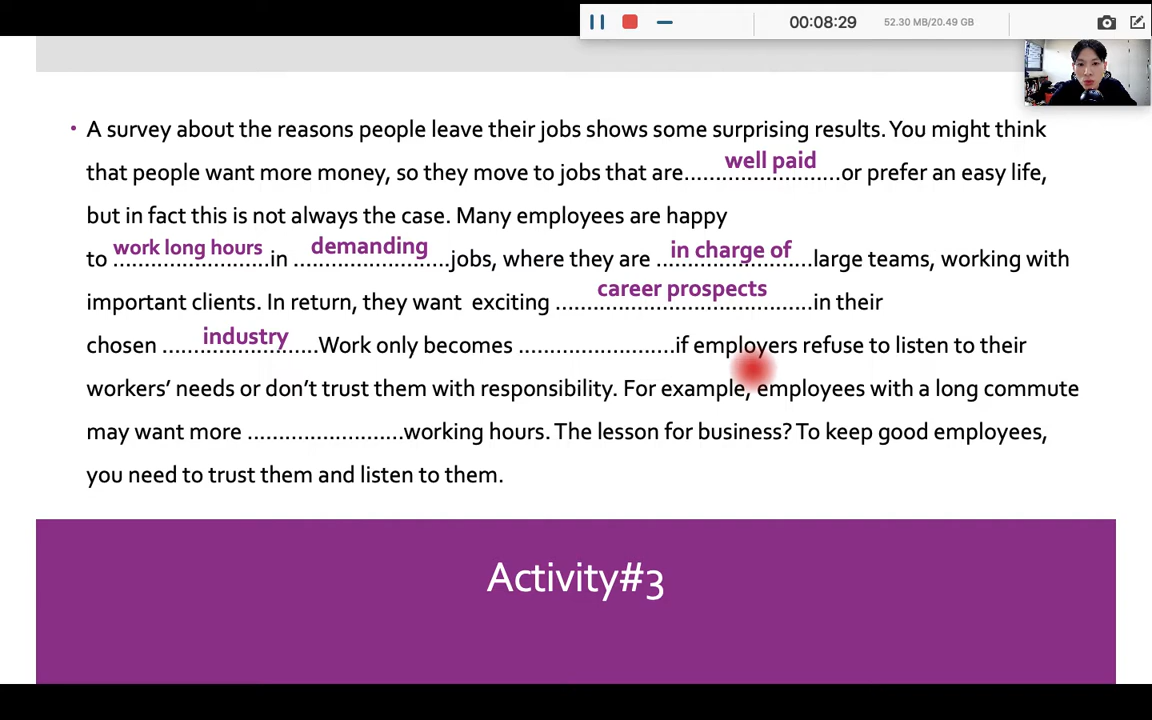 00:08:29
52.30 MB/20.49 GB
• A survey about the reasons people leave their jobs shows some surprising results. You might think
that people want more money, so they move to jobs that are.........well paid.........or prefer an easy life,
but in fact this is not always the case. Many employees are happy
to .........work long hours.........in .........demanding.........jobs, where they are .........in charge of.........large teams, working with
important clients. In return, they want exciting .........career prospects.........in their
chosen .........industry.........Work only becomes .........................if employers refuse to listen to their
workers’ needs or don’t trust them with responsibility. For example, employees with a long commute
may want more .........................working hours. The lesson for business? To keep good employees,
you need to trust them and listen to them.
Activity#3